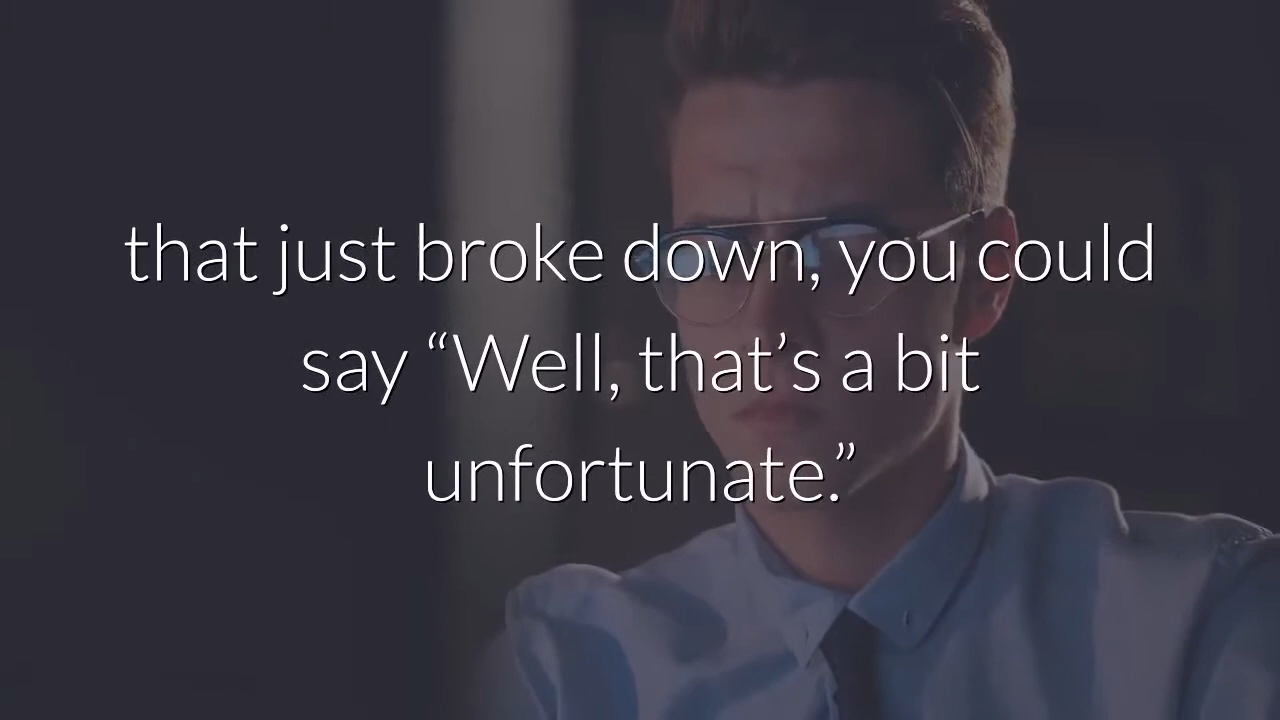 that just broke down, you could
say “Well, that’s a bit
unfortunate.”